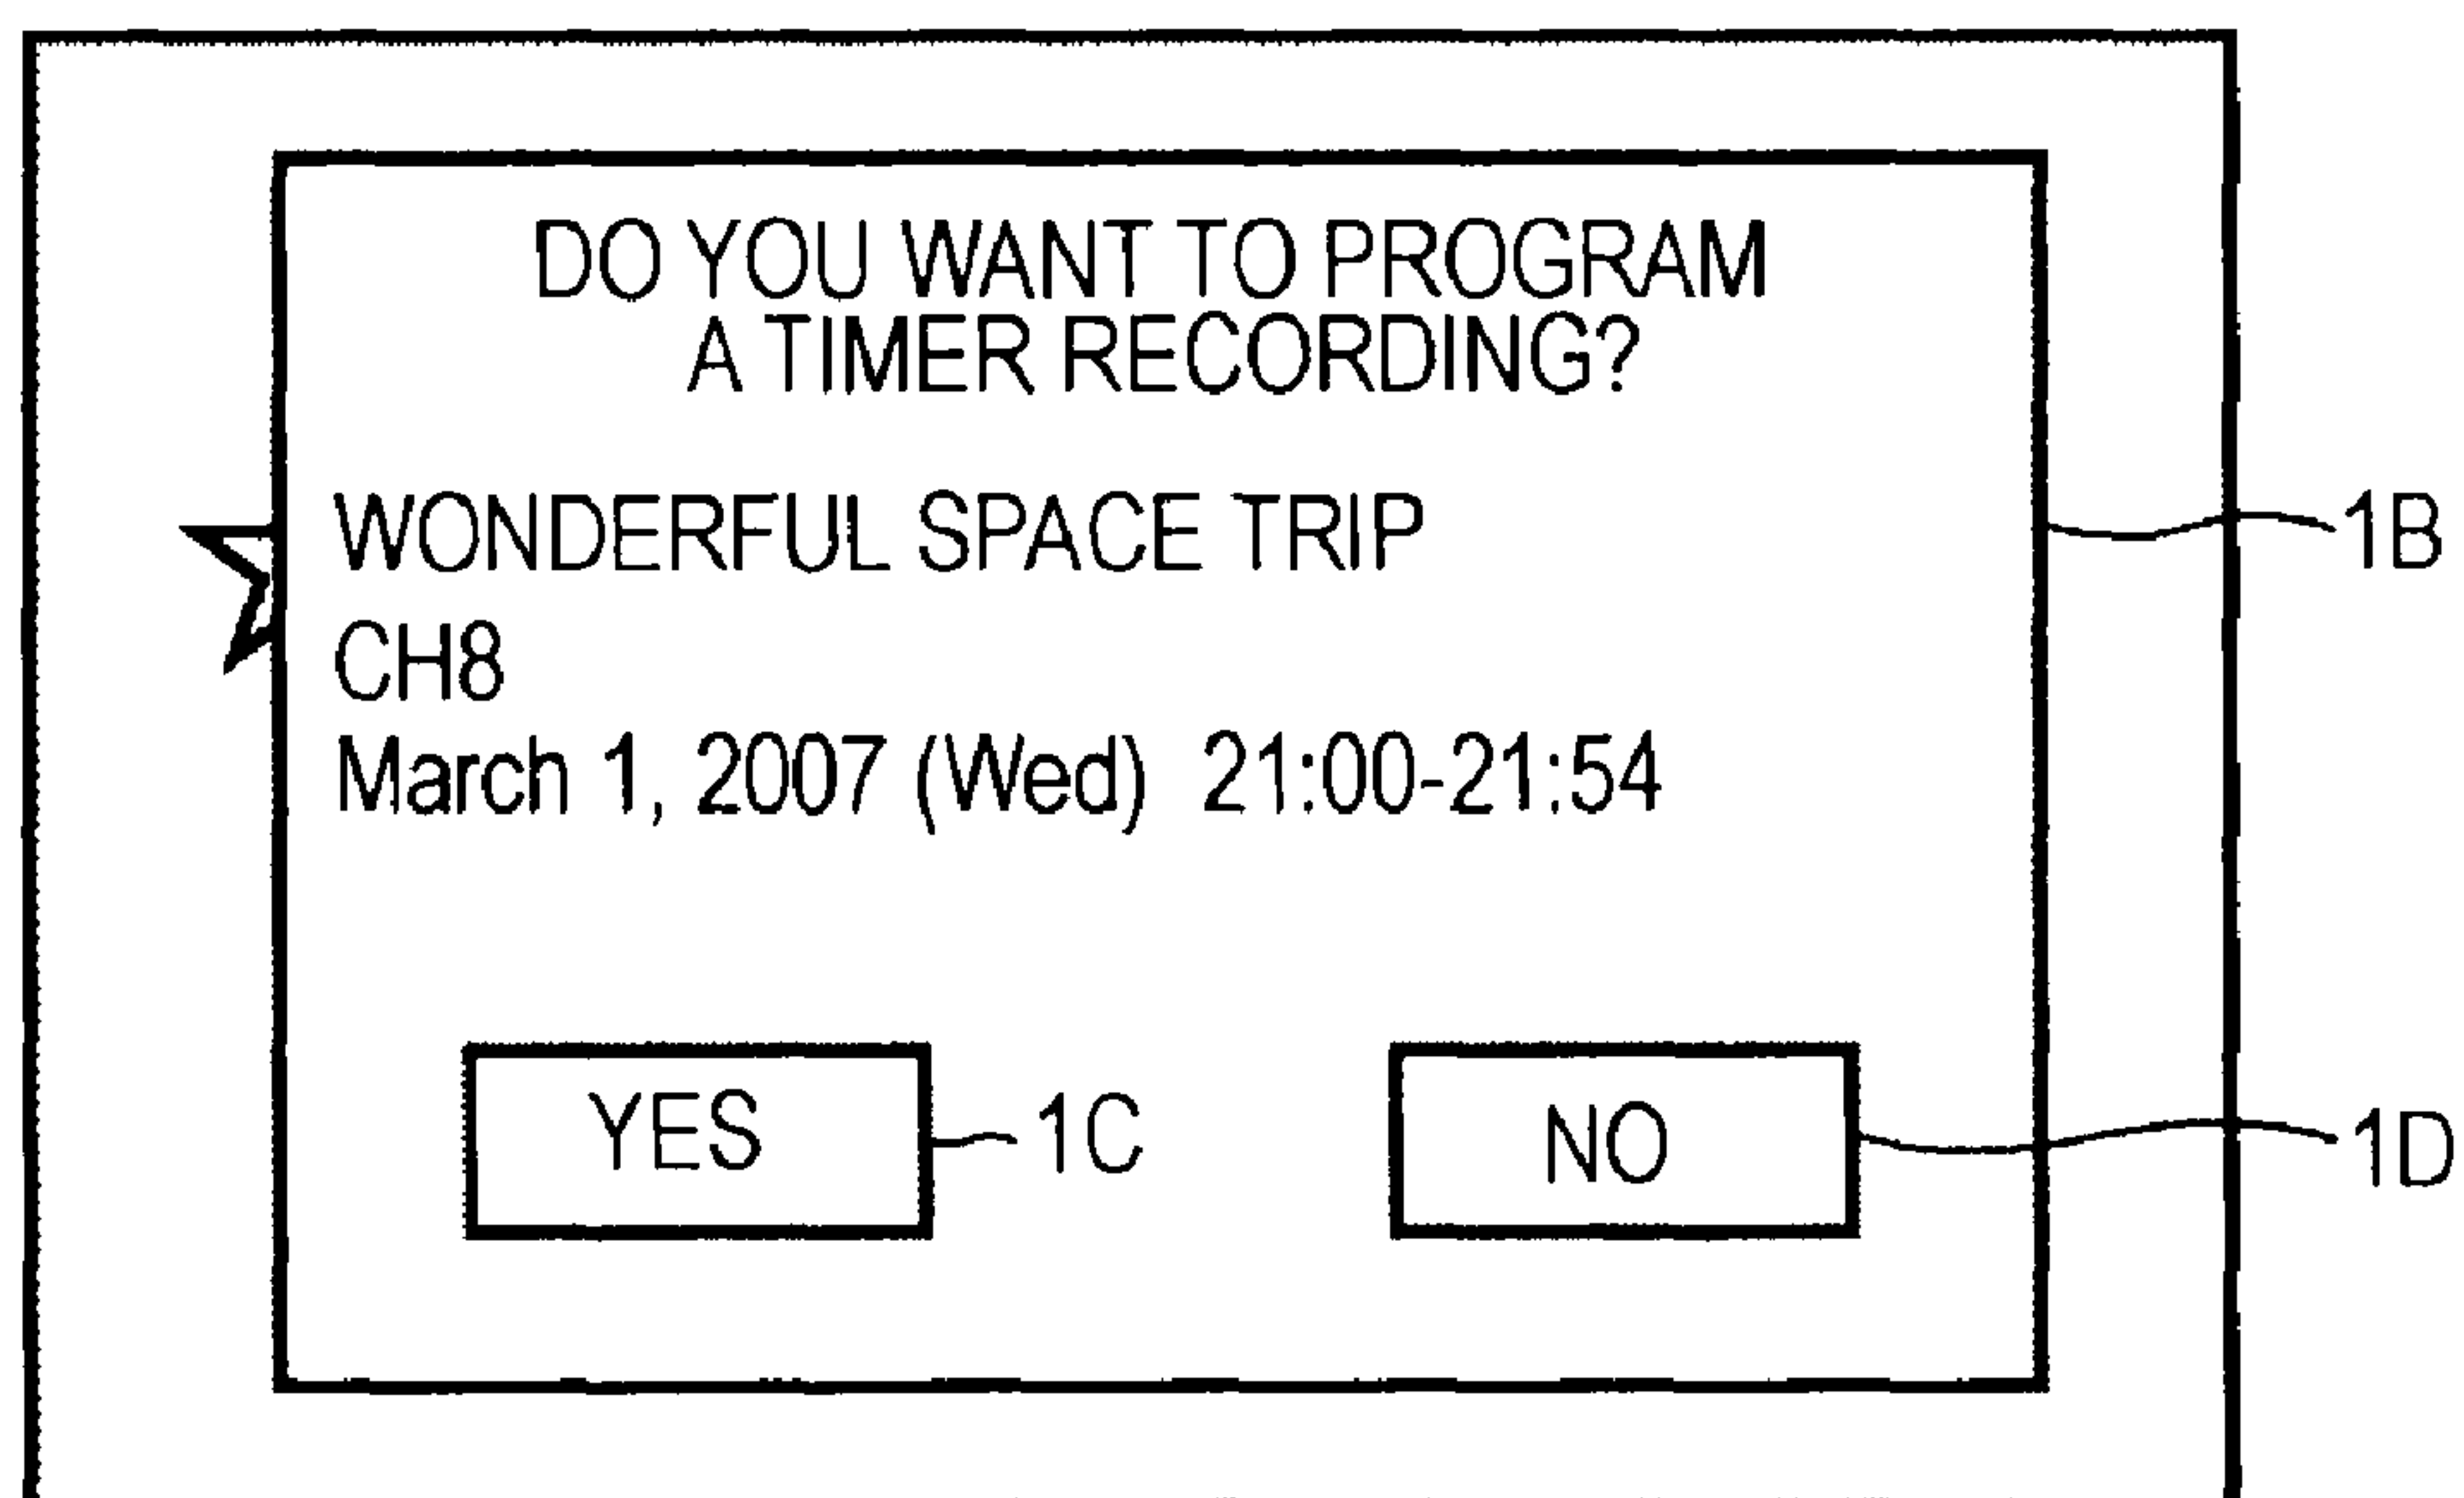 DO YOU WANT TO PROGRAM
A TIMER RECORDING?
WONDERFUL SPACE TRIP
1B
CH8
March 1, 2007 (Wed) 21:00-21:54
YES
1C
NO
1D